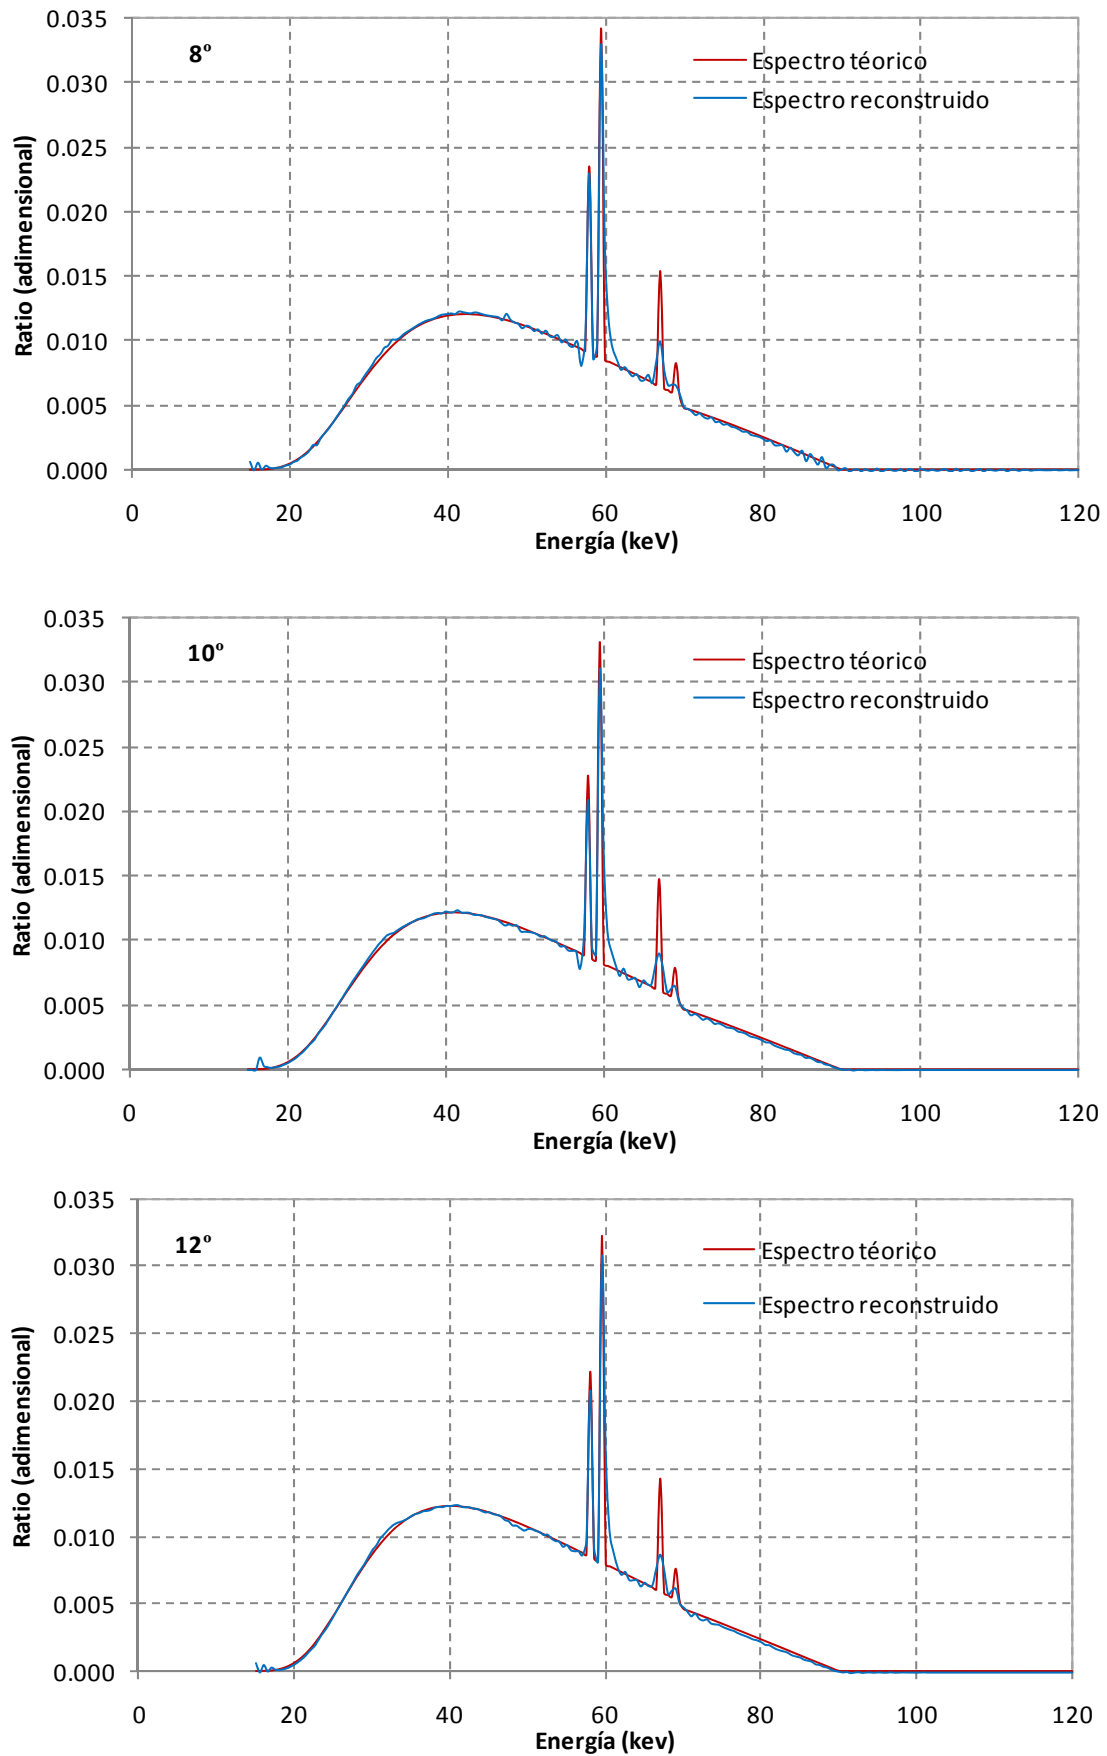 0.035
8º
Espectro téorico
0.030
Espectro reconstruido
0.025
0.020
0.015
0.010
0.005
0.000
Ratio (adimensional)
0 20 40 60 80 100 120
Energía (keV)
0.035
10º
Espectro téorico
0.030
Espectro reconstruido
0.025
0.020
0.015
0.010
0.005
0.000
Ratio (adimensional)
0 20 40 60 80 100 120
Energía (keV)
0.035
12º
Espectro téorico
0.030
Espectro reconstruido
0.025
0.020
0.015
0.010
0.005
0.000
Ratio (adimensional)
0 20 40 60 80 100 120
Energía (kev)